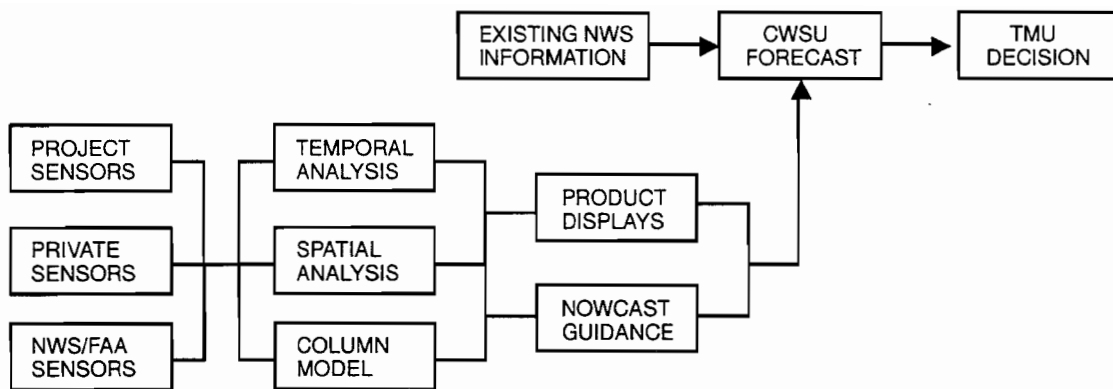 EXISTING NWS
INFORMATION
CWSU
FORECAST
TMU
DECISION
PROJECT
SENSORS
TEMPORAL
ANALYSIS
PRODUCT
DISPLAYS
PRIVATE
SENSORS
SPATIAL
ANALYSIS
NOWCAST
GUIDANCE
NWS/FAA
SENSORS
COLUMN
MODEL